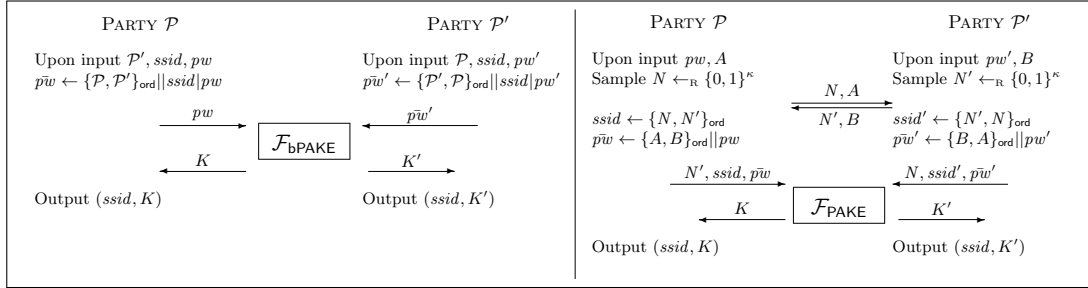 PARTY 𝒫
PARTY 𝒫′
Upon input 𝒫′, ssid, pw
Upon input 𝒫, ssid, pw′
p̄w ← {𝒫, 𝒫′}ord||ssid|pw
p̄w′ ← {𝒫′, 𝒫}ord||ssid|pw′
pw
p̄w′
ℱbPAKE
K
K′
Output (ssid, K)
Output (ssid, K′)
PARTY 𝒫
PARTY 𝒫′
Upon input pw, A
Upon input pw′, B
Sample N ←R {0, 1}κ
Sample N′ ←R {0, 1}κ
N, A
N′, B
ssid ← {N, N′}ord
ssid′ ← {N′, N}ord
p̄w ← {A, B}ord||pw
p̄w′ ← {B, A}ord||pw′
N′, ssid, p̄w
N, ssid′, p̄w′
ℱPAKE
K
K′
Output (ssid, K)
Output (ssid, K′)